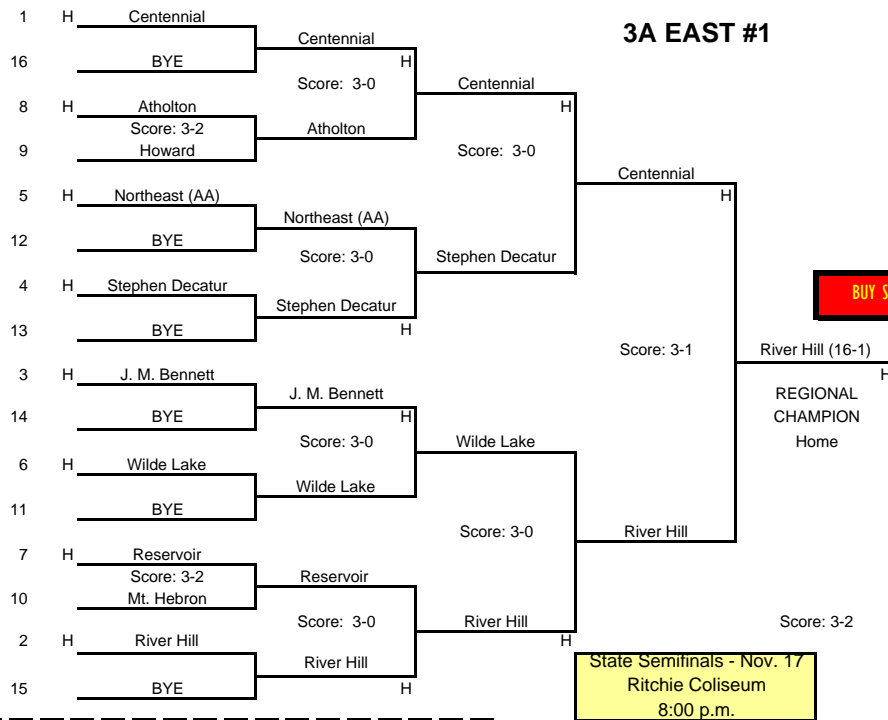 3A EAST #1
1 H Centennial
Centennial
16 BYE
H
Score: 3-0
Centennial
8 H Atholton
H
Score: 3-2
Atholton
9 Howard
Score: 3-0
Centennial
5 H Northeast (AA)
H
Northeast (AA)
12 BYE
Score: 3-0
Stephen Decatur
4 H Stephen Decatur
BUY S
Stephen Decatur
13 BYE
H
Score: 3-1
River Hill (16-1)
3 H J. M. Bennett
H
J. M. Bennett
REGIONAL
14 BYE
H
CHAMPION
Score: 3-0
Wilde Lake
Home
6 H Wilde Lake
Wilde Lake
11 BYE
Score: 3-0
River Hill
7 H Reservoir
Score: 3-2
Reservoir
10 Mt. Hebron
Score: 3-0
River Hill
Score: 3-2
2 H River Hill
H
River Hill
State Semifinals - Nov. 17
15 BYE
H
Ritchie Coliseum
8:00 p.m.